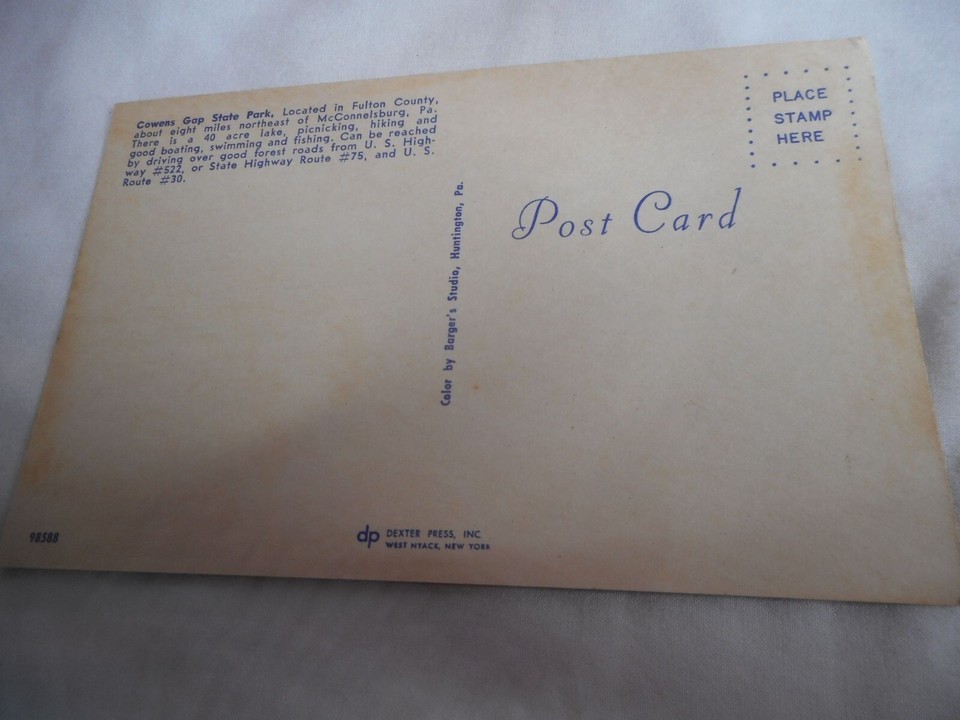 Cowens Gap State Park, Located in Fulton County,
about eight miles northeast of McConnelsburg, Pa.
There is a 40 acre lake, picnicking, hiking and
good boating, swimming and fishing. Can be reached
by driving over good forest roads from U. S. High-
way #522, or State Highway Route #75, and U. S.
Route #30.
Color by Barger's Studio, Huntington, Pa.
PLACE
STAMP
HERE
Post Card
98588
dp DEXTER PRESS, INC.
WEST NYACK, NEW YORK